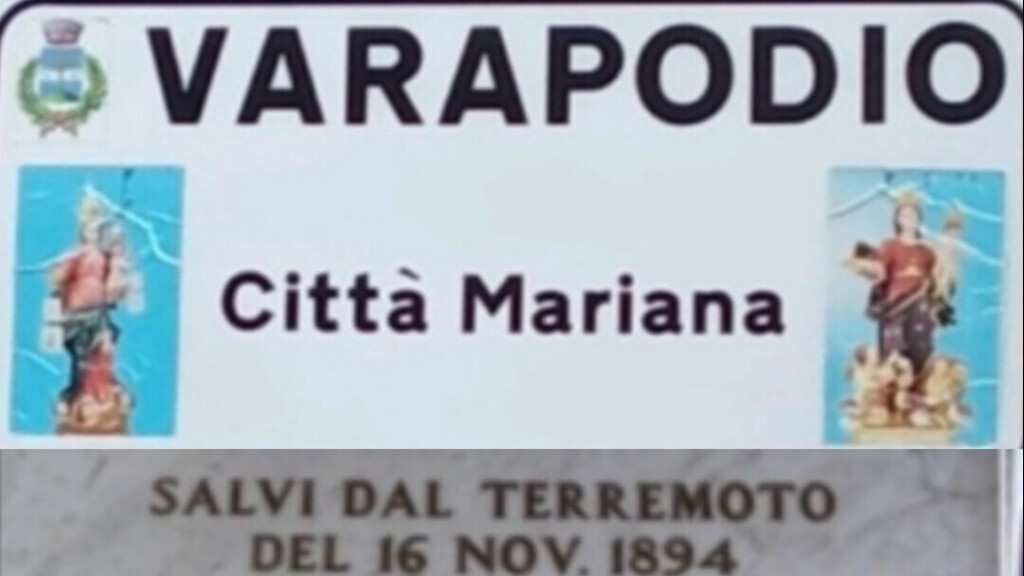 VARAPODIO
Città Mariana
SALVI DAL TERREMOTO
DEL 16 NOV. 1894